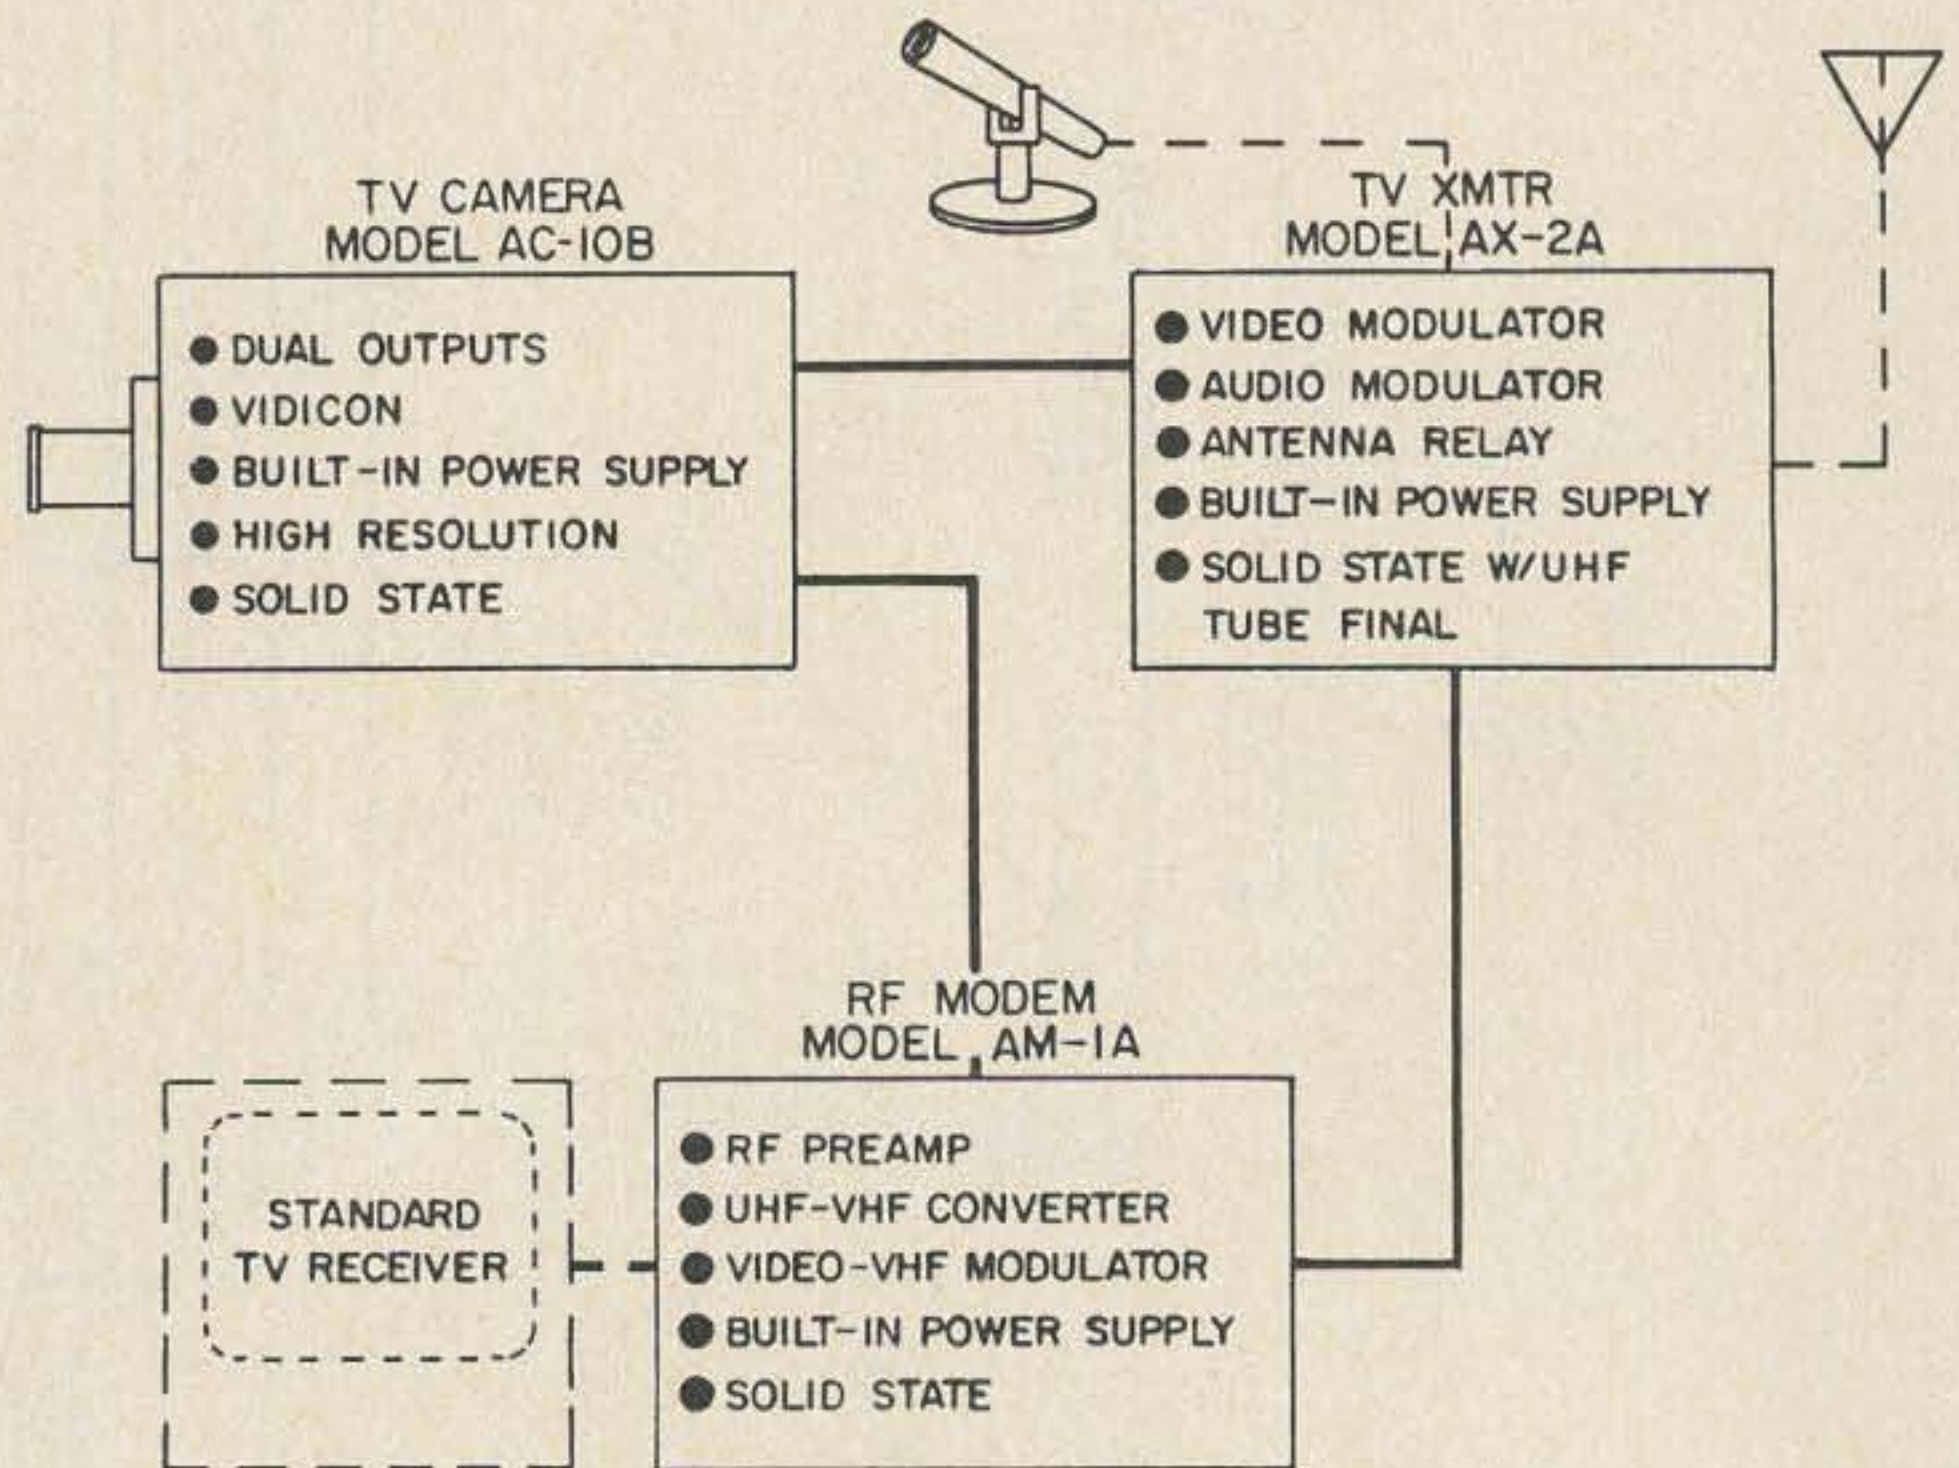 TV CAMERA
MODEL AC-10B
● DUAL OUTPUTS
● VIDICON
● BUILT-IN POWER SUPPLY
● HIGH RESOLUTION
● SOLID STATE
TV XMTR
MODEL AX-2A
● VIDEO MODULATOR
● AUDIO MODULATOR
● ANTENNA RELAY
● BUILT-IN POWER SUPPLY
● SOLID STATE W/UHF
TUBE FINAL
RF MODEM
MODEL AM-1A
● RF PREAMP
● UHF-VHF CONVERTER
● VIDEO-VHF MODULATOR
● BUILT-IN POWER SUPPLY
● SOLID STATE
STANDARD
TV RECEIVER